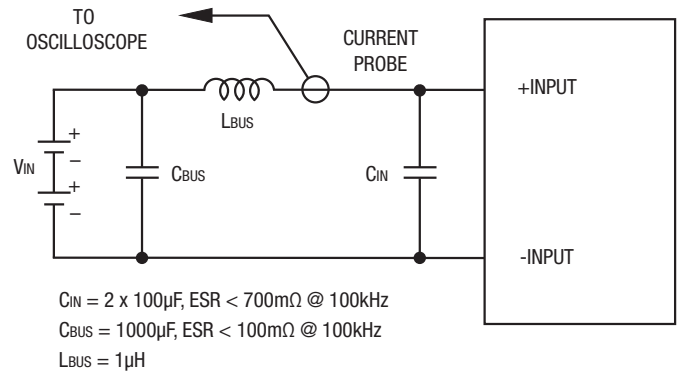 TO
OSCILLOSCOPE
CURRENT
PROBE
+INPUT
LBUS
VIN
+
−
+
−
CBUS
CIN
-INPUT
CIN = 2 x 100µF, ESR < 700mΩ @ 100kHz
CBUS = 1000µF, ESR < 100mΩ @ 100kHz
LBUS = 1µH